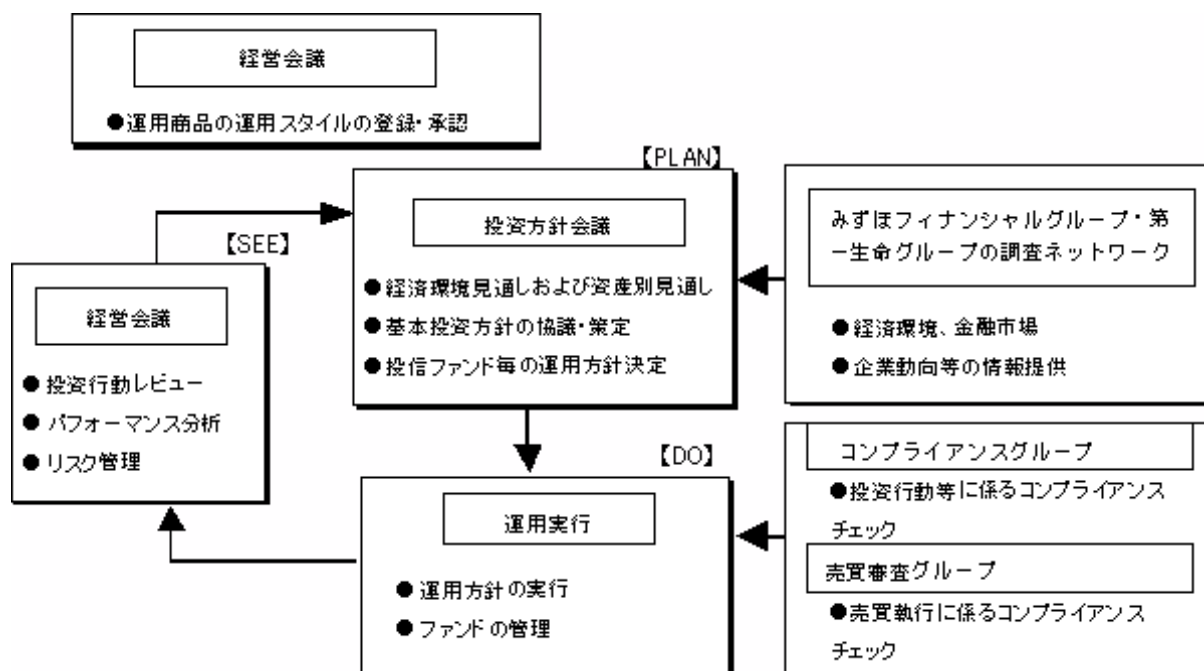 経営会議
●運用商品の運用スタイルの登録・承認
【PLAN】
投資方針会議
●経済環境見通しおよび資産別見通し
●基本投資方針の協議・策定
●投信ファンド毎の運用方針決定
みずほフィナンシャルグループ・第
一生命グループの調査ネットワーク
●経済環境、金融市場
●企業動向等の情報提供
【SEE】
経営会議
●投資行動レビュー
●パフォーマンス分析
●リスク管理
【DO】
運用実行
●運用方針の実行
●ファンドの管理
コンプライアンスグループ
●投資行動等に係るコンプライアンス
チェック
売買審査グループ
●売買執行に係るコンプライアンス
チェック